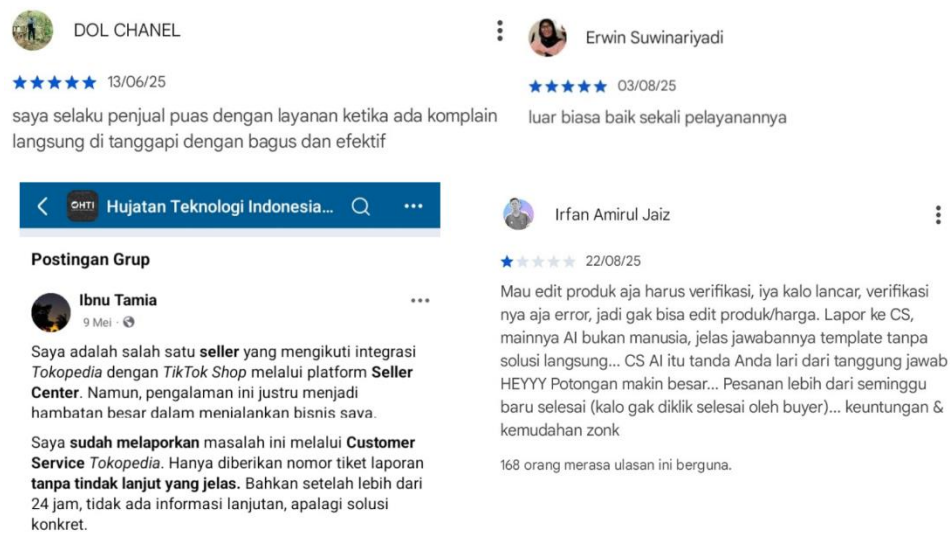 DOL CHANEL
13/06/25
saya selaku penjual puas dengan layanan ketika ada komplain
langsung di tanggapi dengan bagus dan efektif
Erwin Suwinariyadi
03/08/25
luar biasa baik sekali pelayanannya
OHTI
Hujatan Teknologi Indonesia...
Postingan Grup
Ibnu Tamia
9 Mei ·
Saya adalah salah satu seller yang mengikuti integrasi
Tokopedia dengan TikTok Shop melalui platform Seller
Center. Namun, pengalaman ini justru menjadi
hambatan besar dalam menjalankan bisnis saya.
Saya sudah melaporkan masalah ini melalui Customer
Service Tokopedia. Hanya diberikan nomor tiket laporan
tanpa tindak lanjut yang jelas. Bahkan setelah lebih dari
24 jam, tidak ada informasi lanjutan, apalagi solusi
konkret.
Irfan Amirul Jaiz
22/08/25
Mau edit produk aja harus verifikasi, iya kalo lancar, verifikasi
nya aja error, jadi gak bisa edit produk/harga. Lapor ke CS,
mainnya AI bukan manusia, jelas jawabannya template tanpa
solusi langsung... CS AI itu tanda Anda lari dari tanggung jawab
HEYYY Potongan makin besar... Pesanan lebih dari seminggu
baru selesai (kalo gak diklik selesai oleh buyer)... keuntungan &
kemudahan zonk
168 orang merasa ulasan ini berguna.